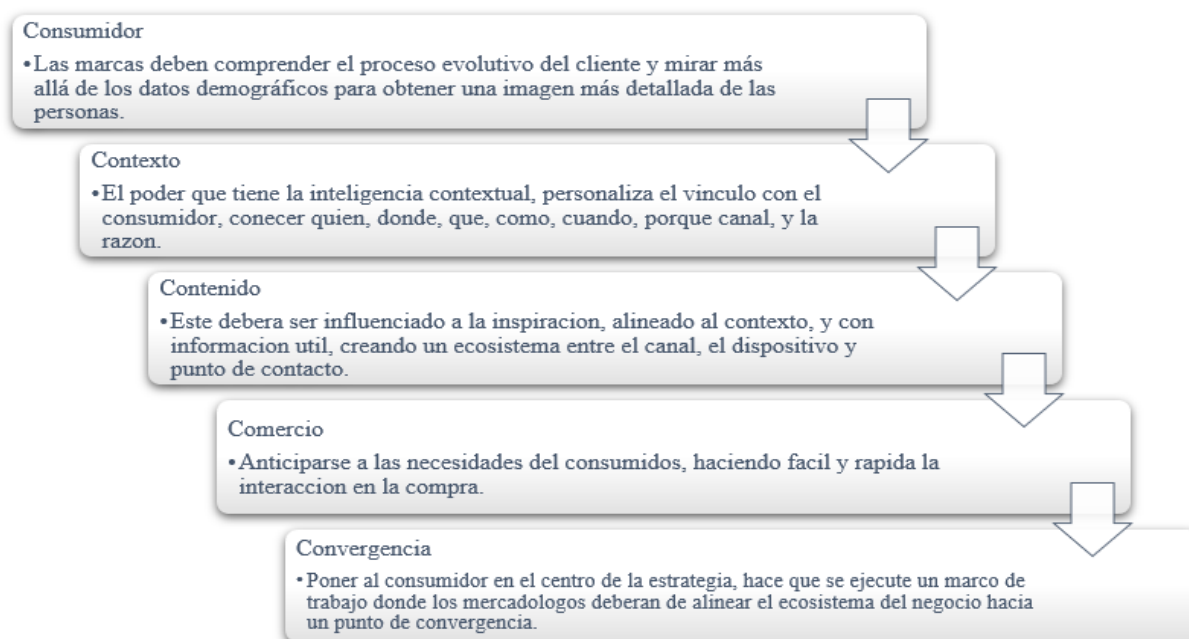 Consumidor
•Las marcas deben comprender el proceso evolutivo del cliente y mirar más
allá de los datos demográficos para obtener una imagen más detallada de las
personas.
Contexto
•El poder que tiene la inteligencia contextual, personaliza el vinculo con el
consumidor, conecer quien, donde, que, como, cuando, porque canal, y la
razon.
Contenido
•Este debera ser influenciado a la inspiracion, alineado al contexto, y con
informacion util, creando un ecosistema entre el canal, el dispositivo y
punto de contacto.
Comercio
•Anticiparse a las necesidades del consumidos, haciendo facil y rapida la
interaccion en la compra.
Convergencia
•Poner al consumidor en el centro de la estrategia, hace que se ejecute un marco de
trabajo donde los mercadologos deberan de alinear el ecosistema del negocio hacia
un punto de convergencia.